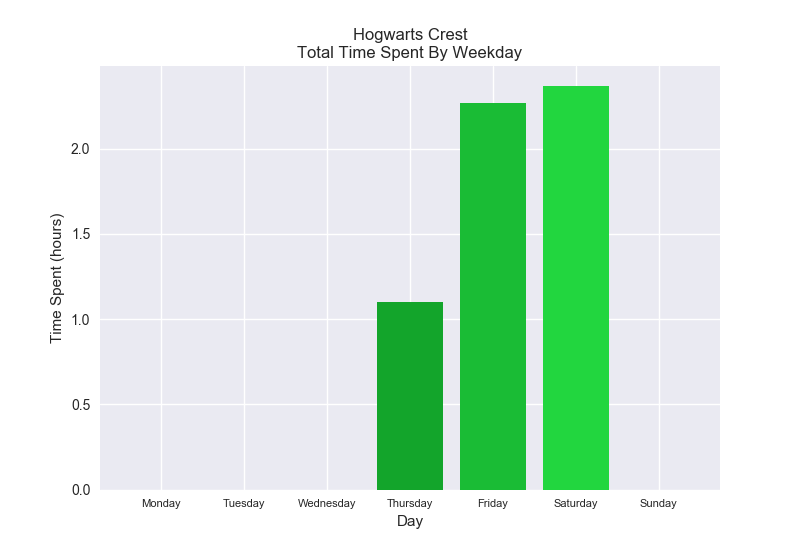 Hogwarts Crest
Total Time Spent By Weekday
Time Spent (hours)
2.0
1.5
1.0
0.5
0.0
Monday Tuesday Wednesday Thursday Friday Saturday Sunday
Day